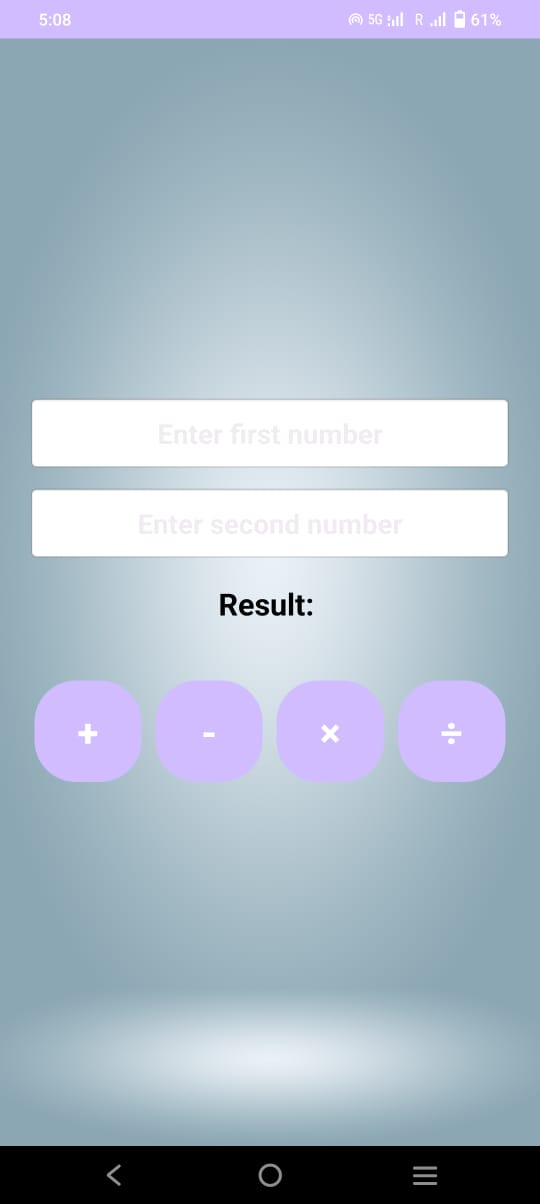 5:08 5G R 61%
Enter first number
Enter second number
Result:
+ - × ÷